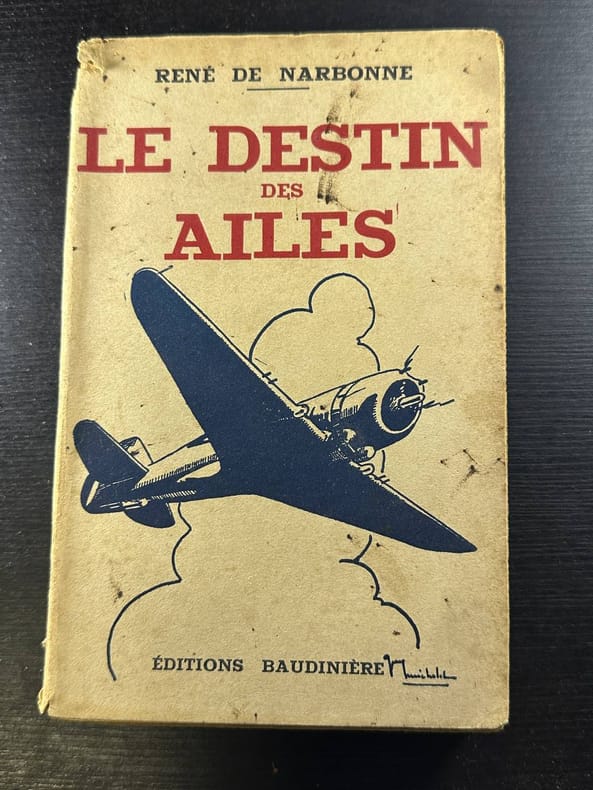 RENÉ DE NARBONNE
LE DESTIN
DES
AILES
ÉDITIONS BAUDINIÈRE